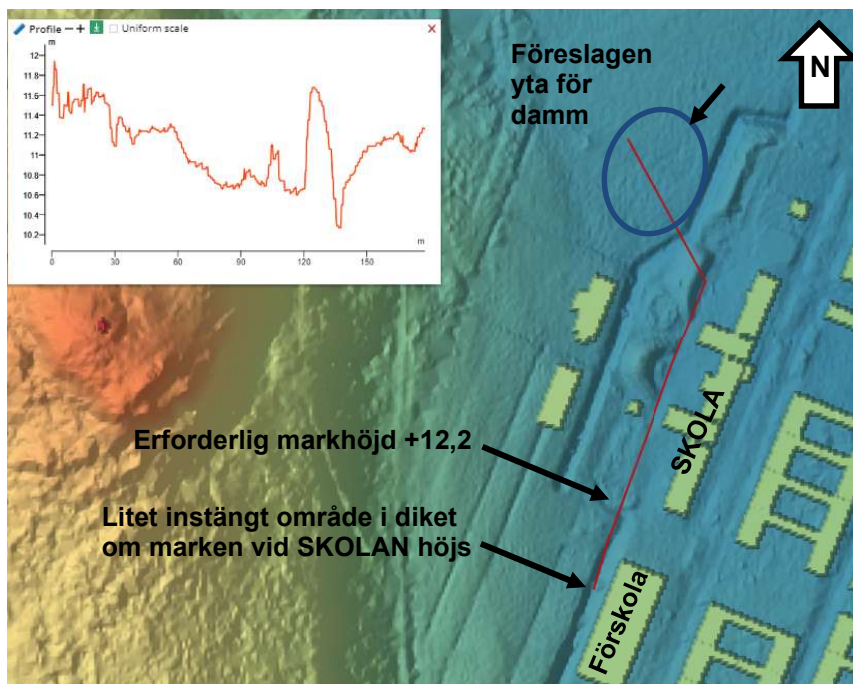 Profile Uniform scale
m
12
11.8
11.6
11.4
11.2
11
10.8
10.6
10.4
10.2
m
0 30 60 90 120 150
Föreslagen
yta för
damm
N
Erforderlig markhöjd +12,2
Litet instängt område i diket
om marken vid SKOLAN höjs
SKOLA
Förskola